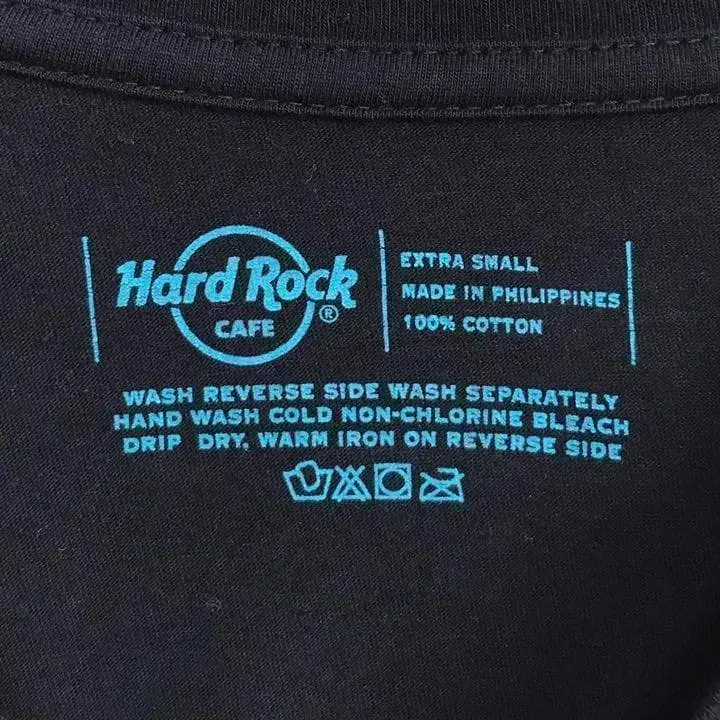 Hard Rock
CAFE
®
EXTRA SMALL
MADE IN PHILIPPINES
100% COTTON
WASH REVERSE SIDE WASH SEPARATELY
HAND WASH COLD NON-CHLORINE BLEACH
DRIP DRY, WARM IRON ON REVERSE SIDE